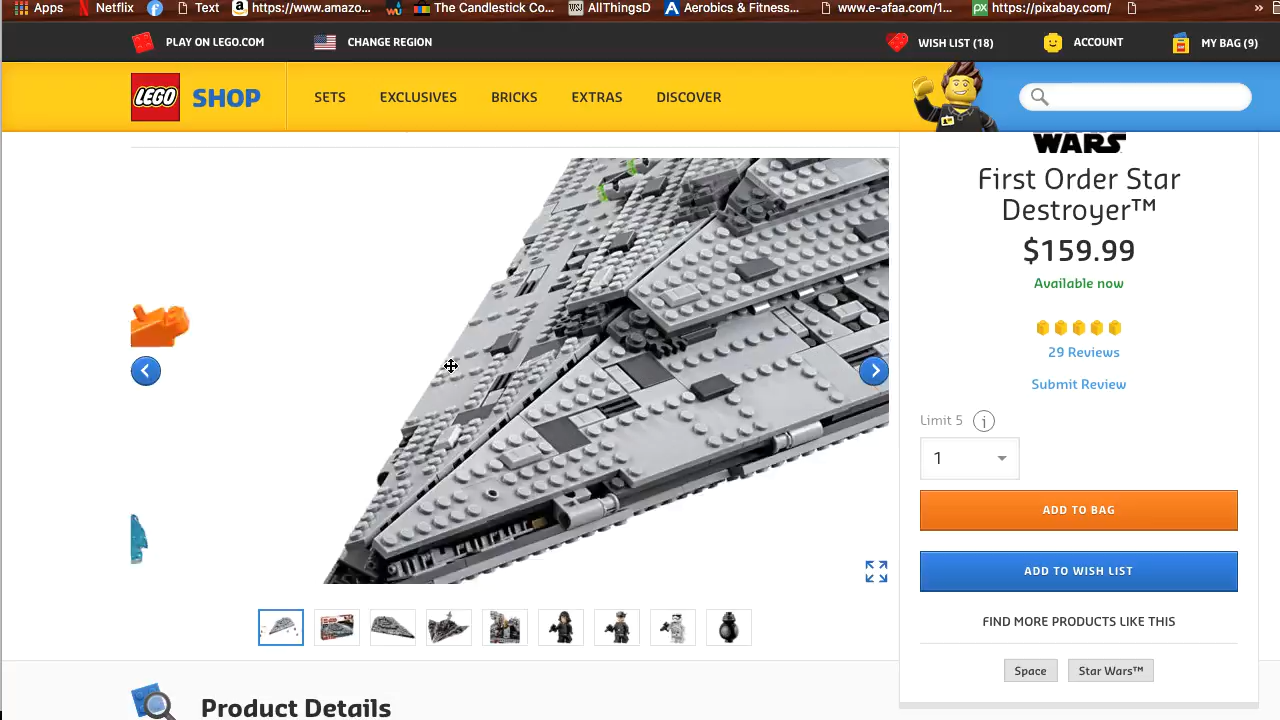 Apps Netflix Text https://www.amazo... The Candlestick Co... AllThingsD Aerobics & Fitness... www.e-afaa.com/1... https://pixabay.com/ »
PLAY ON LEGO.COM CHANGE REGION WISH LIST (18) ACCOUNT MY BAG (9)
LEGO SHOP SETS EXCLUSIVES BRICKS EXTRAS DISCOVER
WARS
First Order Star
Destroyer™
$159.99
Available now
29 Reviews
Submit Review
Limit 5 i
1
ADD TO BAG
ADD TO WISH LIST
FIND MORE PRODUCTS LIKE THIS
Space Star Wars™
Product Details